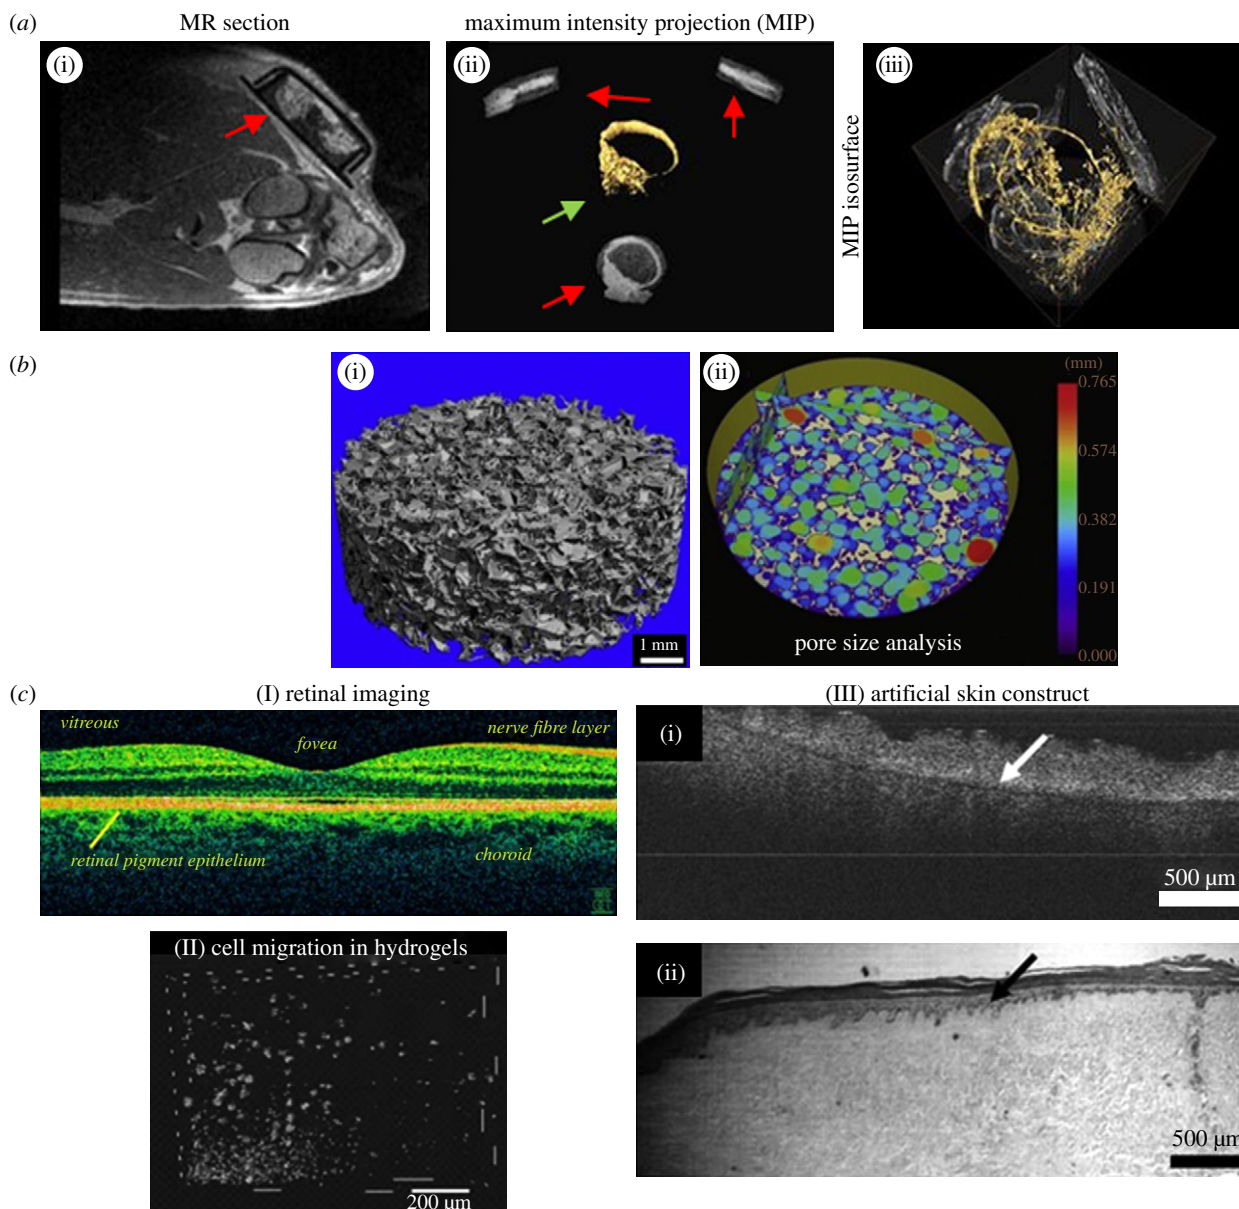 (a)
MR section
maximum intensity projection (MIP)
(i)
(ii)
(iii)
MIP isosurface
(b)
(i)
1 mm
(ii)
(mm)
0.765
0.574
0.382
0.191
0.000
pore size analysis
(c)
(I) retinal imaging
vitreous
fovea
nerve fibre layer
retinal pigment epithelium
choroid
(II) cell migration in hydrogels
200 µm
(III) artificial skin construct
(i)
500 µm
(ii)
500 µm